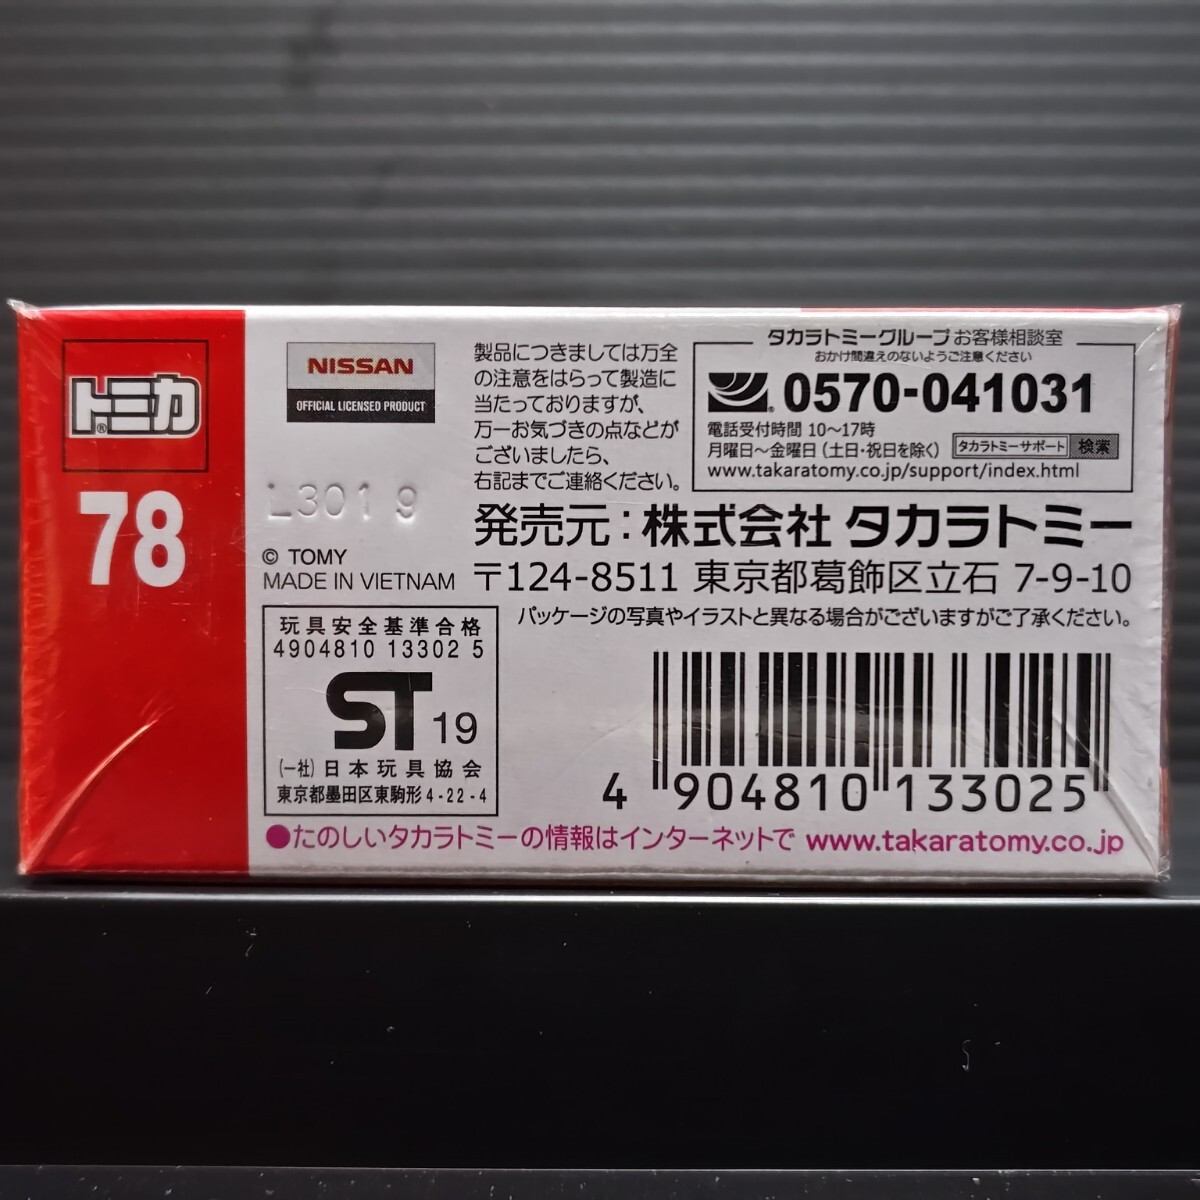 トミカ®
78
NISSAN
OFFICIAL LICENSED PRODUCT
L3019
© TOMY
MADE IN VIETNAM
玩具安全基準合格
4904810 13302 5
ST 19
(一社) 日本玩具協会
東京都墨田区東駒形 4-22-4
製品につきましては万全
の注意をはらって製造に
当たっておりますが、
万一お気づきの点などが
ございましたら、
右記までご連絡ください。
タカラトミーグループ お客様相談室
おかけ間違えのないようご注意ください
0570-041031
電話受付時間 10〜17時
月曜日〜金曜日 (土日・祝日を除く) タカラトミーサポート 検索
www.takaratomy.co.jp/support/index.html
発売元：株式会社 タカラトミー
〒124-8511 東京都葛飾区立石 7-9-10
パッケージの写真やイラストと異なる場合がございますがご了承ください。
4 904810 133025
●たのしいタカラトミーの情報はインターネットで www.takaratomy.co.jp